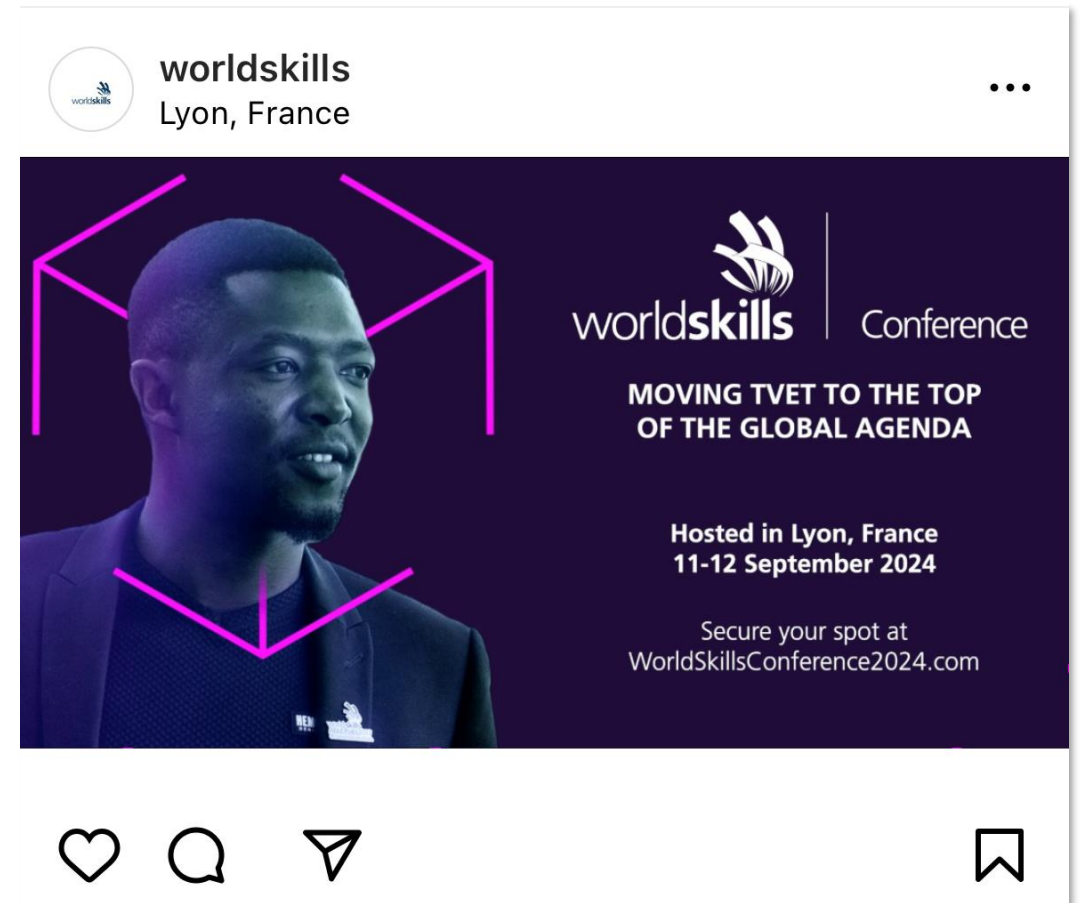 worldskills
Lyon, France
worldskills
worldskills
Conference
MOVING TVET TO THE TOP
OF THE GLOBAL AGENDA
Hosted in Lyon, France
11-12 September 2024
Secure your spot at
WorldSkillsConference2024.com